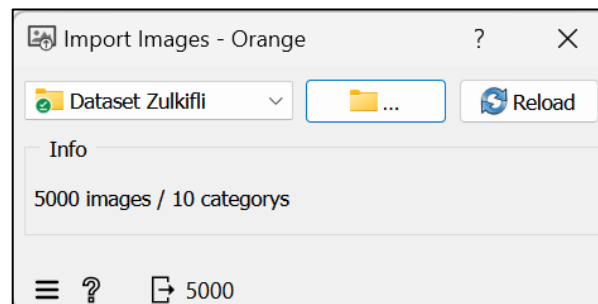 Import Images - Orange ?
Dataset Zulkifli ... Reload
Info
5000 images / 10 categorys
? 5000